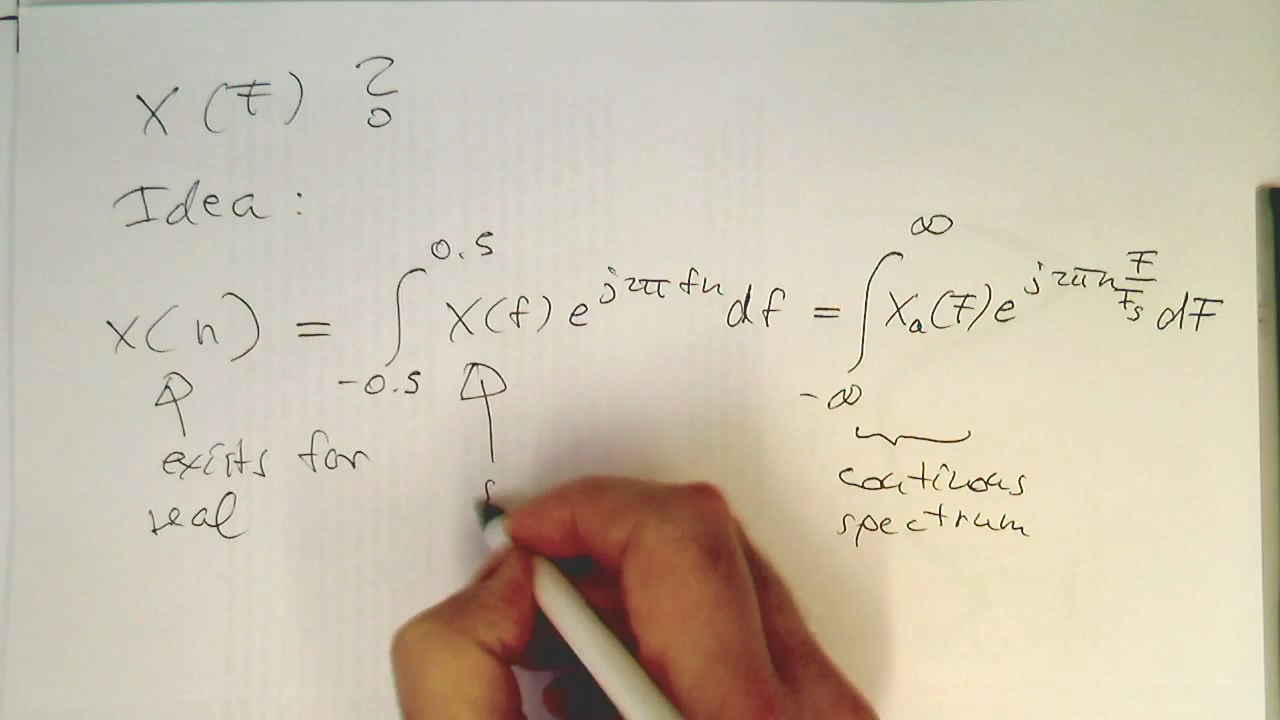 X(F) ?
Idea:
x(n) = ∫_{-0.5}^{0.5} X(f) e^{j2πfn} df = ∫_{-∞}^{∞} X_a(F) e^{j2πn F/F_s} dF
exists for
real
continous
spectrum